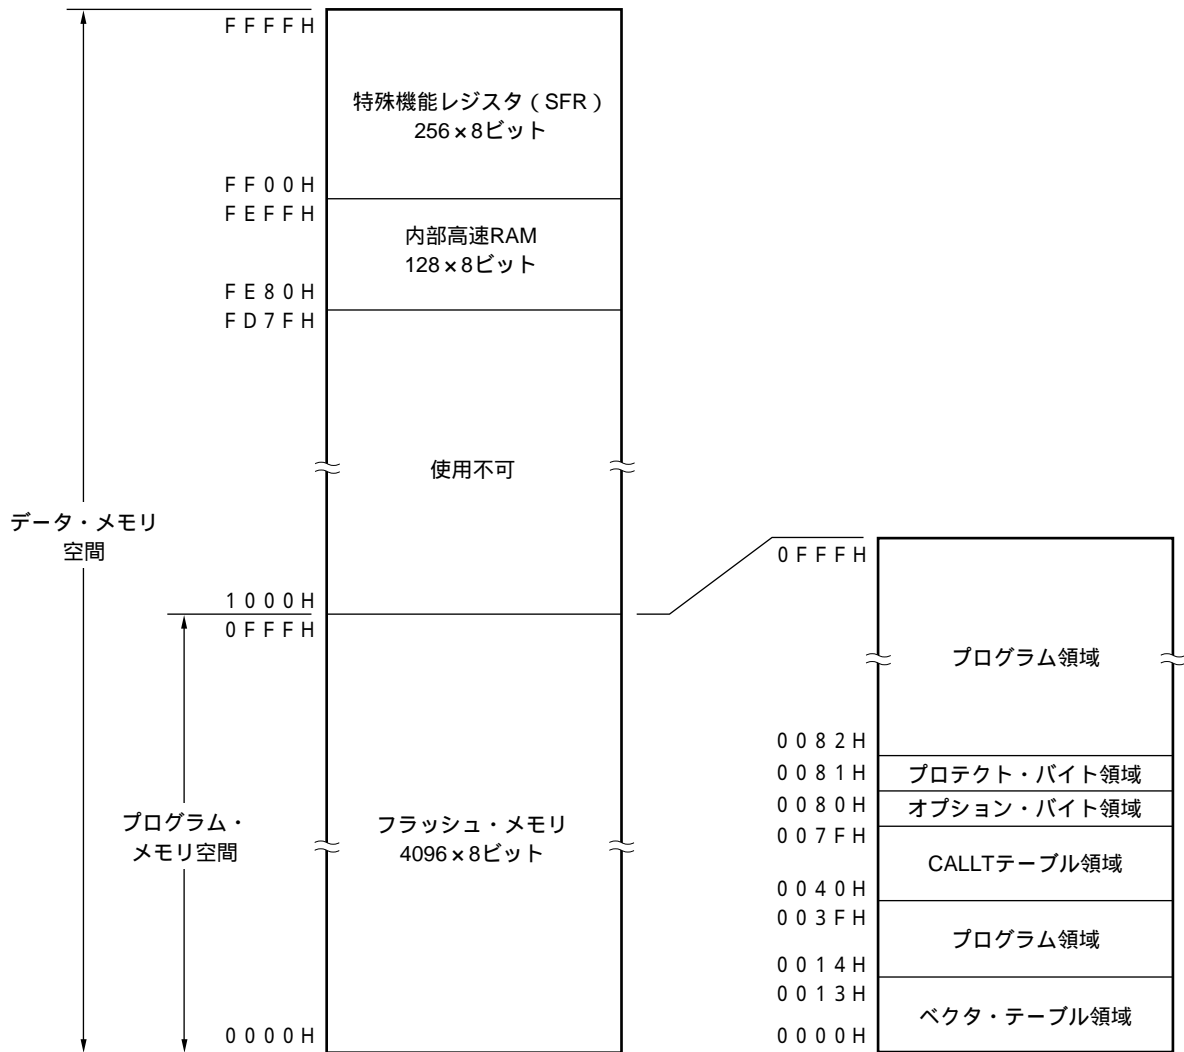 FFFFH
特殊機能レジスタ(SFR)
256×8ビット
FF00H
FEFFH
内部高速RAM
128×8ビット
FE80H
FD7FH
使用不可
データ・メモリ
空間
1000H
0FFFH
プログラム・
メモリ空間
フラッシュ・メモリ
4096×8ビット
0000H
0FFFH
プログラム領域
0082H
0081H
プロテクト・バイト領域
0080H
オプション・バイト領域
007FH
CALLTテーブル領域
0040H
003FH
プログラム領域
0014H
0013H
ベクタ・テーブル領域
0000H